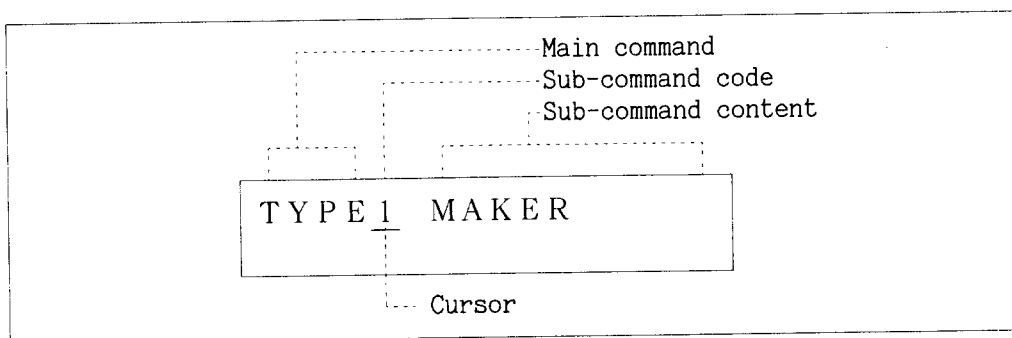 Main command
Sub-command code
Sub-command content
TYPE1 MAKER
Cursor